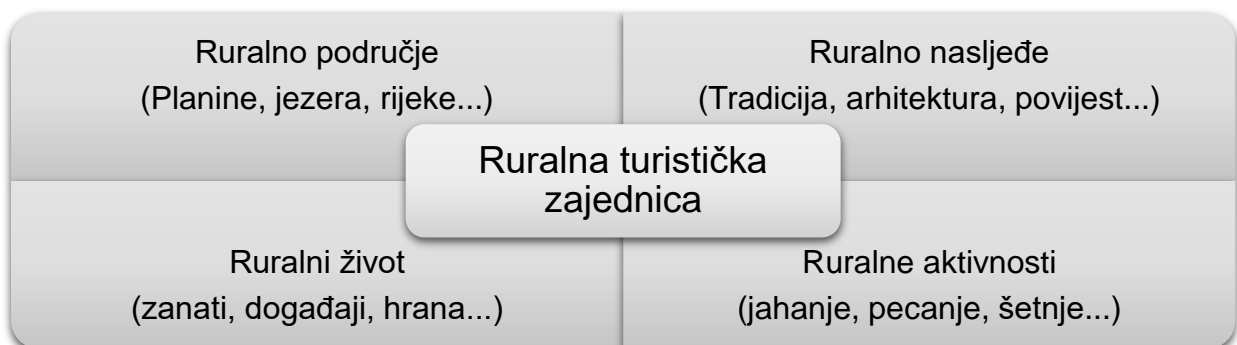 Ruralno područje
(Planine, jezera, rijeke...)
Ruralno nasljeđe
(Tradicija, arhitektura, povijest...)
Ruralna turistička
zajednica
Ruralni život
(zanati, događaji, hrana...)
Ruralne aktivnosti
(jahanje, pecanje, šetnje...)